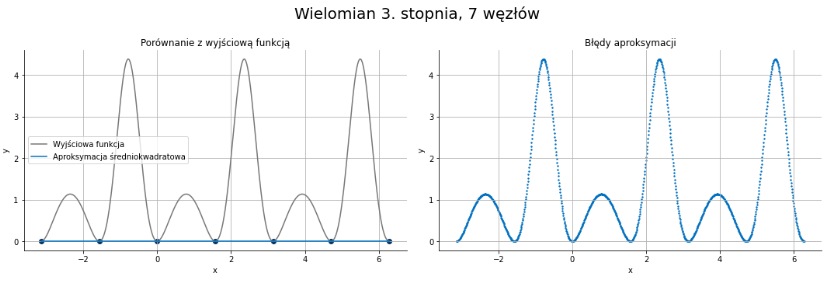 Wielomian 3. stopnia, 7 węzłów
Porównanie z wyjściową funkcją
y
4
3
2
1
0
Wyjściowa funkcja
Aproksymacja średniokwadratowa
−2
0
2
4
6
x
Błędy aproksymacji
y
4
3
2
1
0
−2
0
2
4
6
x